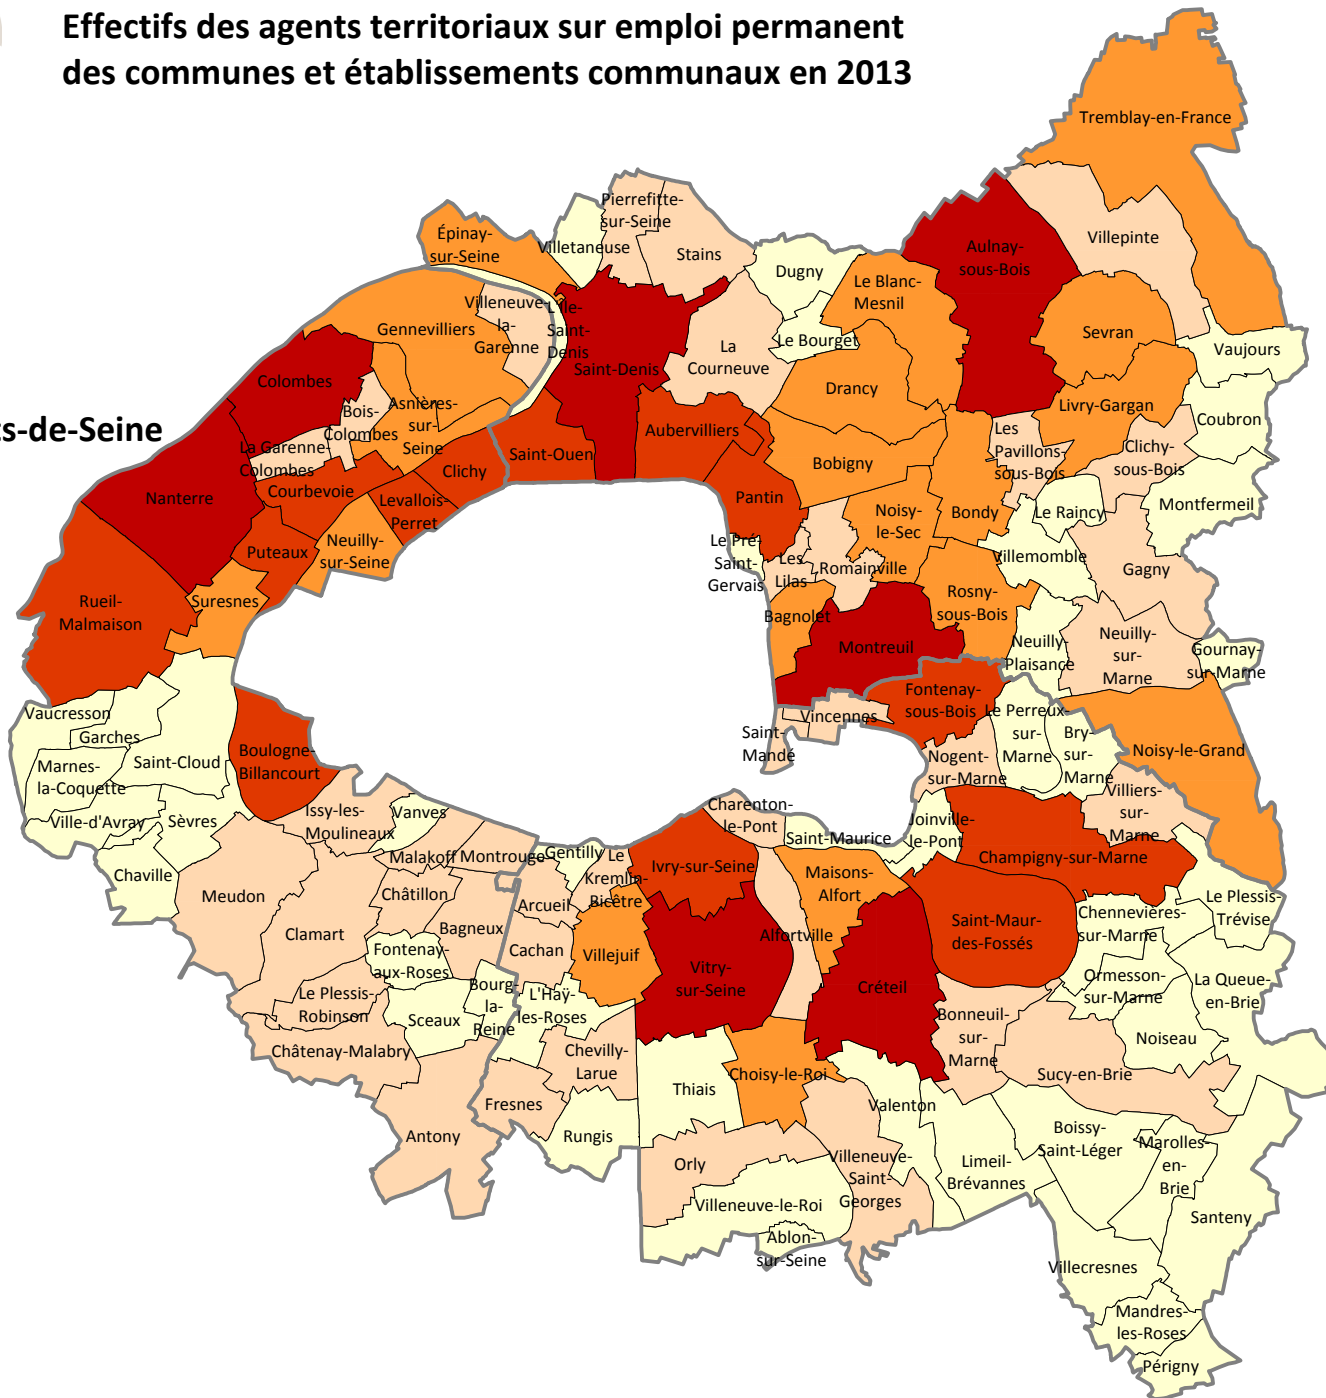 Effectifs des agents territoriaux sur emploi permanent
des communes et établissements communaux en 2013
Tremblay-en-France
Pierrefitte-
sur-Seine
Épinay-
sur-Seine
Villetaneuse
Stains
Dugny
Aulnay-
sous-Bois
Villepinte
Le Blanc-
Mesnil
Sevran
Vaujours
Villeneuve-
la-
Garenne
L'Île-
Saint-
Denis
Gennevilliers
Saint-Denis
La
Courneuve
Le Bourget
Drancy
Livry-Gargan
Coubron
Colombes
Bois-
Colombes
Asnières-
sur-
Seine
ts-de-Seine
La Garenne-
Colombes
Saint-Ouen
Aubervilliers
Bobigny
Les
Pavillons-
sous-Bois
Clichy-
sous-Bois
Nanterre
Courbevoie
Clichy
Levallois-
Perret
Pantin
Noisy-
le-Sec
Bondy
Le Raincy
Montfermeil
Puteaux
Neuilly-
sur-Seine
Le Pré-
Saint-
Gervais
Les
Lilas
Romainville
Villemomble
Gagny
Rueil-
Malmaison
Suresnes
Bagnolet
Rosny-
sous-Bois
Montreuil
Neuilly-
Plaisance
Neuilly-
sur-
Marne
Gournay-
sur-Marne
Vaucresson
Garches
Fontenay-
sous-Bois
Vincennes
Saint-
Mandé
Le Perreux-
sur-
Marne
Bry-
sur-
Marne
Noisy-le-Grand
Marnes-
la-Coquette
Saint-Cloud
Boulogne-
Billancourt
Nogent-
sur-Marne
Villiers-
sur-
Marne
Ville-d'Avray
Sèvres
Issy-les-
Moulineaux
Vanves
Charenton-
le-Pont
Saint-Maurice
Joinville-
le-Pont
Champigny-sur-Marne
Chaville
Meudon
Malakoff
Montrouge
Gentilly
Le
Kremlin-
Bicêtre
Ivry-sur-Seine
Maisons-
Alfort
Châtillon
Arcueil
Saint-Maur-
des-Fossés
Chennevières-
sur-Marne
Le Plessis-
Trévise
Clamart
Bagneux
Cachan
Villejuif
Alfortville
Fontenay-
aux-Roses
Vitry-
sur-Seine
Créteil
Ormesson-
sur-Marne
La Queue-
en-Brie
Le Plessis-
Robinson
Sceaux
Bourg-
la-
Reine
L'Haÿ-
les-Roses
Bonneuil-
sur-
Marne
Noiseau
Châtenay-Malabry
Chevilly-
Larue
Thiais
Choisy-le-Roi
Sucy-en-Brie
Fresnes
Valenton
Antony
Rungis
Orly
Villeneuve-
Saint-
Georges
Limeil-
Brévannes
Boissy-
Saint-Léger
Marolles-
en-
Brie
Villeneuve-le-Roi
Santeny
Ablon-
sur-Seine
Villecresnes
Mandres-
les-Roses
Périgny